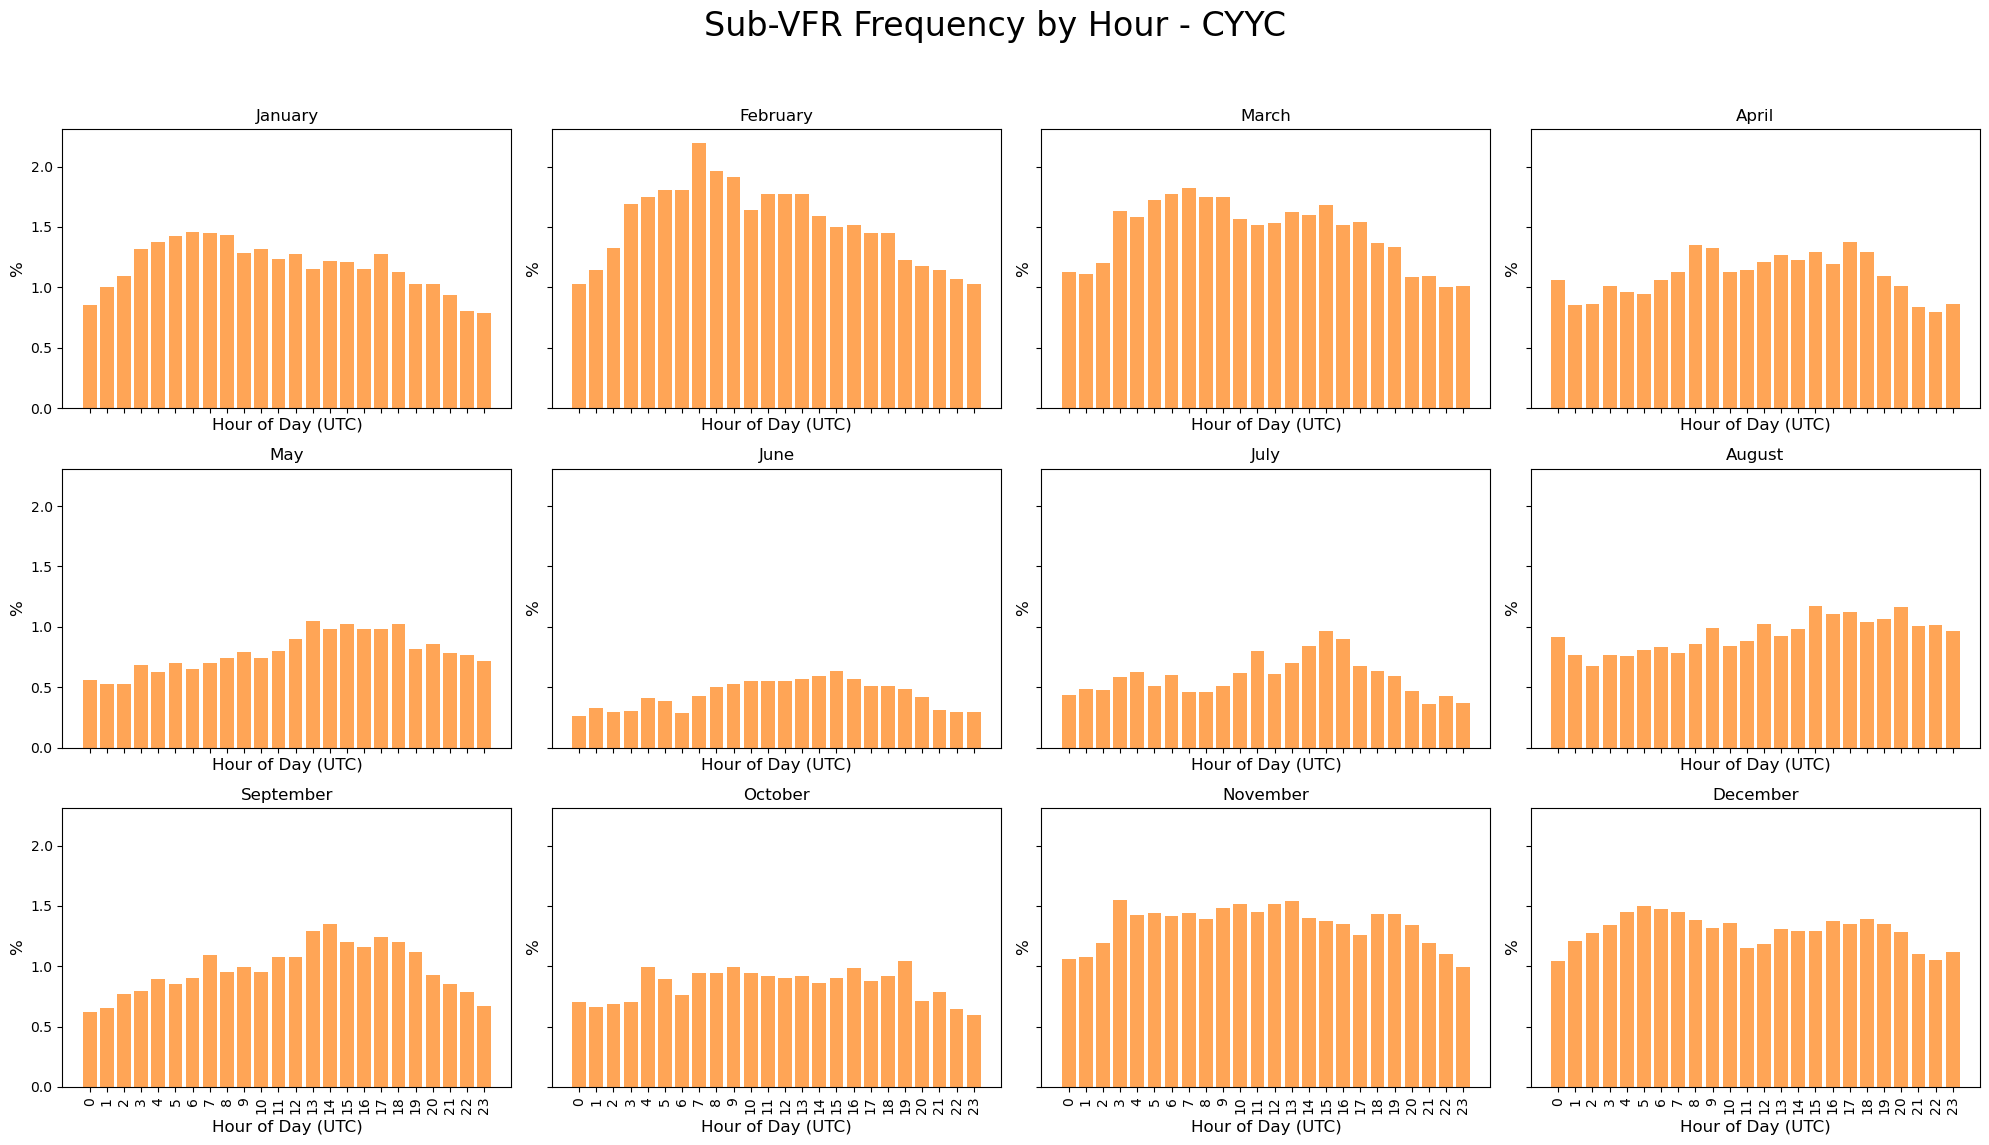 Sub-VFR Frequency by Hour - CYYC
January
February
March
April
2.0
1.5
1.0
0.5
0.0
%
%
%
%
Hour of Day (UTC)
Hour of Day (UTC)
Hour of Day (UTC)
Hour of Day (UTC)
May
June
July
August
2.0
1.5
1.0
0.5
0.0
%
%
%
%
Hour of Day (UTC)
Hour of Day (UTC)
Hour of Day (UTC)
Hour of Day (UTC)
September
October
November
December
2.0
1.5
1.0
0.5
0.0
%
%
%
%
0 1 2 3 4 5 6 7 8 9 10 11 12 13 14 15 16 17 18 19 20 21 22 23
0 1 2 3 4 5 6 7 8 9 10 11 12 13 14 15 16 17 18 19 20 21 22 23
0 1 2 3 4 5 6 7 8 9 10 11 12 13 14 15 16 17 18 19 20 21 22 23
0 1 2 3 4 5 6 7 8 9 10 11 12 13 14 15 16 17 18 19 20 21 22 23
Hour of Day (UTC)
Hour of Day (UTC)
Hour of Day (UTC)
Hour of Day (UTC)